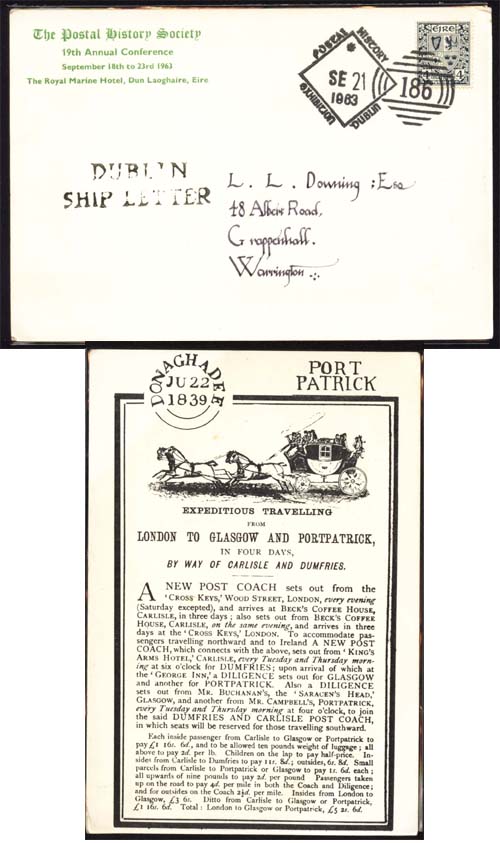 The Postal History Society
19th Annual Conference
September 18th to 23rd 1963
The Royal Marine Hotel, Dun Laoghaire, Eire
POSTAL HISTORY
SE 21
1963
EXHIBITION DUBLIN
186
EIRE
4
DUBLIN
SHIP LETTER
L. L. Downing : Esq
48 Albert Road,
Grappenhall.
Warrington
DONAGHADEE
JU 22
1839
PORT
PATRICK
EXPEDITIOUS TRAVELLING
FROM
LONDON TO GLASGOW AND PORTPATRICK,
IN FOUR DAYS,
BY WAY OF CARLISLE AND DUMFRIES.
A NEW POST COACH sets out from the
'CROSS KEYS,' WOOD STREET, LONDON, every evening
(Saturday excepted), and arrives at BECK'S COFFEE HOUSE,
CARLISLE, in three days; also sets out from BECK'S COFFEE
HOUSE, CARLISLE, on the same evening, and arrives in three
days at the 'CROSS KEYS,' LONDON. To accommodate pas-
sengers travelling northward and to Ireland A NEW POST
COACH, which connects with the above, sets out from 'KING'S
ARMS HOTEL,' CARLISLE, every Tuesday and Thursday morn-
ing at six o'clock for DUMFRIES; upon arrival of which at
the 'GEORGE INN,' a DILIGENCE sets out for GLASGOW
and another for PORTPATRICK. Also a DILIGENCE
sets out from MR. BUCHANAN'S, the 'SARACEN'S HEAD,'
GLASGOW, and another from MR. CAMPBELL'S, PORTPATRICK,
every Tuesday and Thursday morning at four o'clock, to join
the said DUMFRIES AND CARLISLE POST COACH,
in which seats will be reserved for those travelling southward.
Each inside passenger from Carlisle to Glasgow or Portpatrick to
pay £1 16s. 6d., and to be allowed ten pounds weight of luggage; all
above to pay 2d. per lb. Children on the lap to pay half-price. In-
sides from Carlisle to Dumfries to pay 11s. 8d.; outsides, 6s. 8d. Small
parcels from Carlisle to Portpatrick or Glasgow to pay 1s. 6d. each;
all upwards of nine pounds to pay 2d. per pound Passengers taken
up on the road to pay 4d. per mile in both the Coach and Diligence;
and for outsides on the Coach 2½d. per mile. Insides from London to
Glasgow, £3 6s. Ditto from Carlisle to Glasgow or Portpatrick,
£1 16s. 6d. Total: London to Glasgow or Portpatrick, £5 2s. 6d.